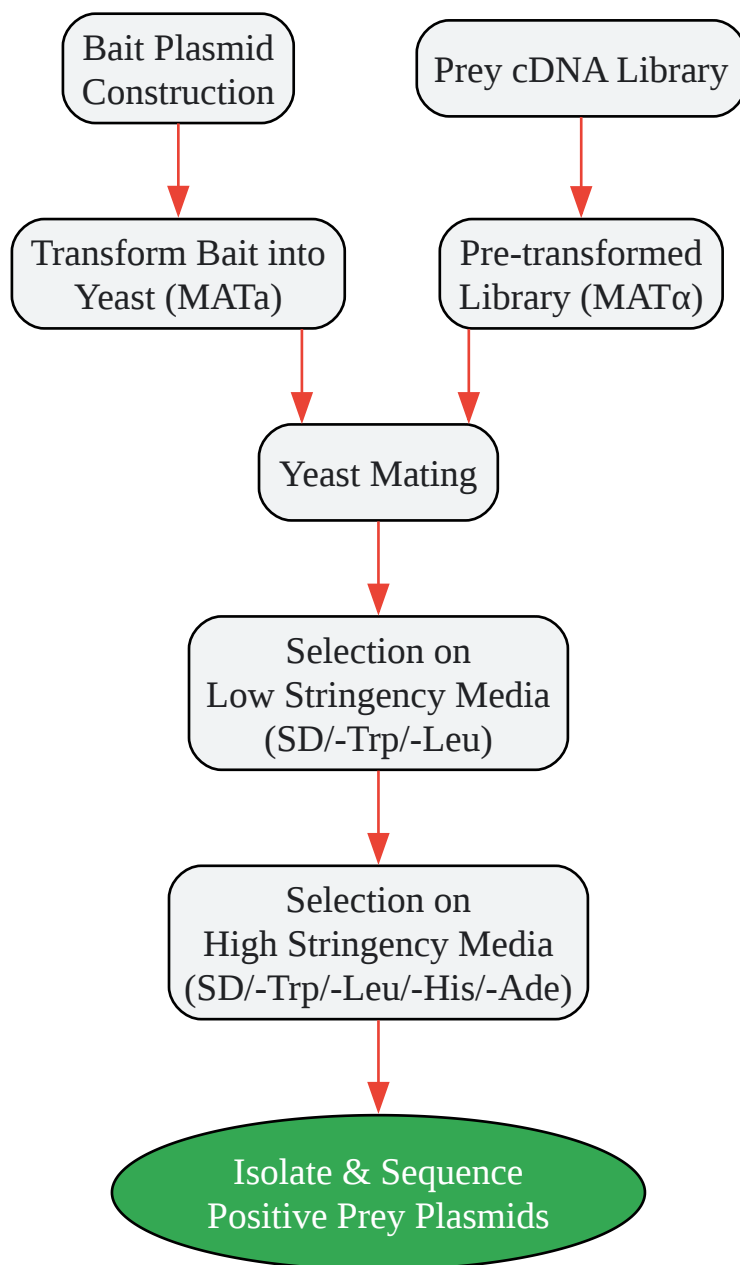 Bait Plasmid
Construction
Prey cDNA Library
Transform Bait into
Yeast (MATa)
Pre-transformed
Library (MATα)
Yeast Mating
Selection on
Low Stringency Media
(SD/-Trp/-Leu)
Selection on
High Stringency Media
(SD/-Trp/-Leu/-His/-Ade)
Isolate & Sequence
Positive Prey Plasmids